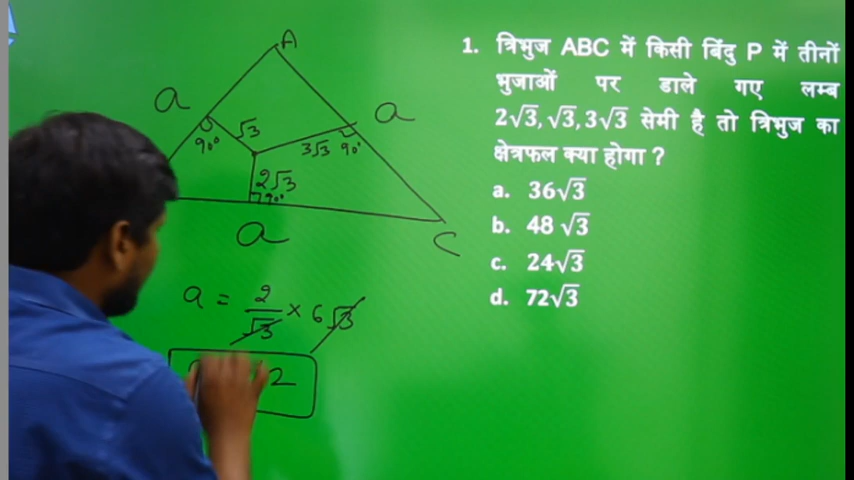 1. त्रिभुज ABC में किसी बिंदु P में तीनों
भुजाओं पर डाले गए लम्ब
2√3, √3, 3√3 सेमी है तो त्रिभुज का
क्षेत्रफल क्या होगा ?
a. 36√3
b. 48 √3
c. 24√3
d. 72√3
A
a
a
√3
90°
3√3 90°
2√3
90°
a
C
a = 2/√3 × 6√3
2